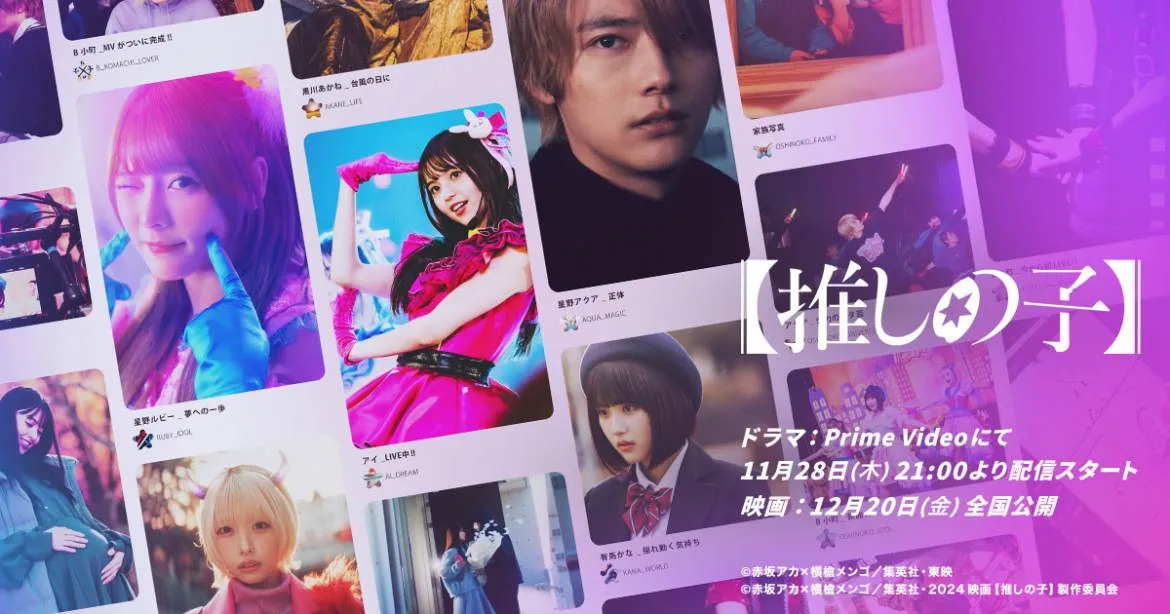 B小町 _MVがついに完成!!
B_KOMACHI_LOVER
黒川あかね _ 台風の日に
AKANE_LIFE
家族写真
OSHINOKO_FAMILY
星野アクア _ 正体
AQUA_MAGIC
星野ルビー _ 夢への一歩
RUBY_IDOL
アイ _LIVE中!!
AI_DREAM
有馬かな _ 揺れ動く気持ち
KANA_WORLD
B小町
OSHINOKO_IDOL
【推しの子】
ドラマ：Prime Videoにて
11月28日(木) 21:00より配信スタート
映画：12月20日(金) 全国公開
©赤坂アカ×横槍メンゴ／集英社・東映
©赤坂アカ×横槍メンゴ／集英社・2024 映画【推しの子】製作委員会